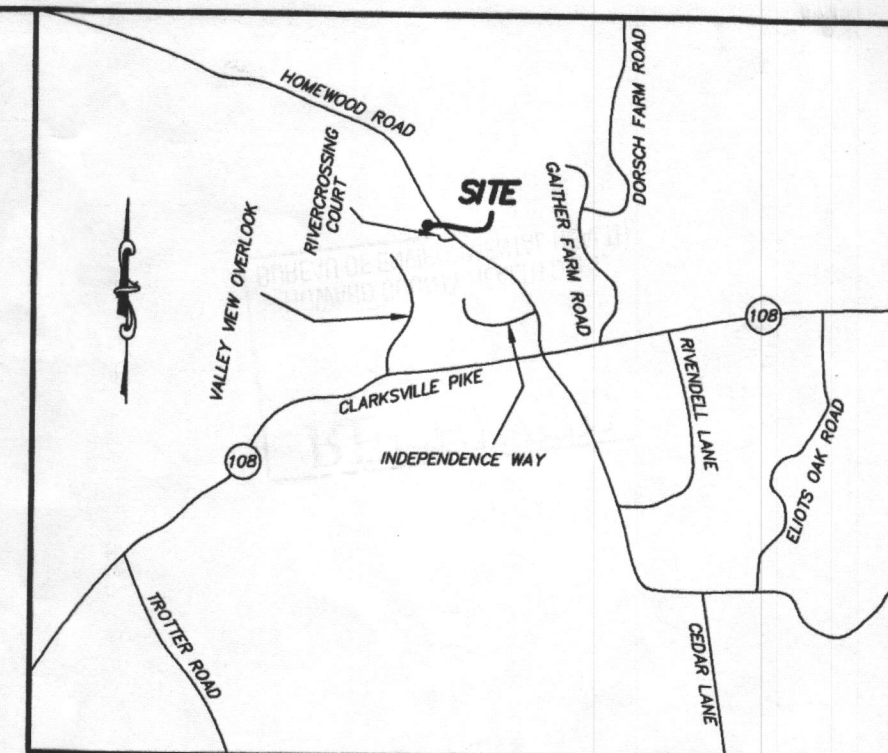 HOMEWOOD ROAD
DORSCH FARM ROAD
RIVERCROSSING
COURT
SITE
GAITHER FARM ROAD
VALLEY VIEW OVERLOOK
108
CLARKSVILLE PIKE
RIVENDELL LANE
INDEPENDENCE WAY
108
ELIOTS OAK ROAD
TROTTER ROAD
CEDAR LANE